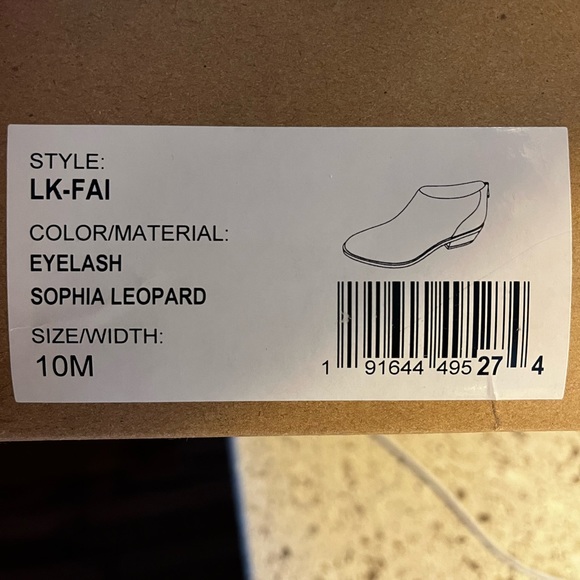 STYLE:
LK-FAI
COLOR/MATERIAL:
EYELASH
SOPHIA LEOPARD
SIZE/WIDTH:
10M
1 91644 495 27 4